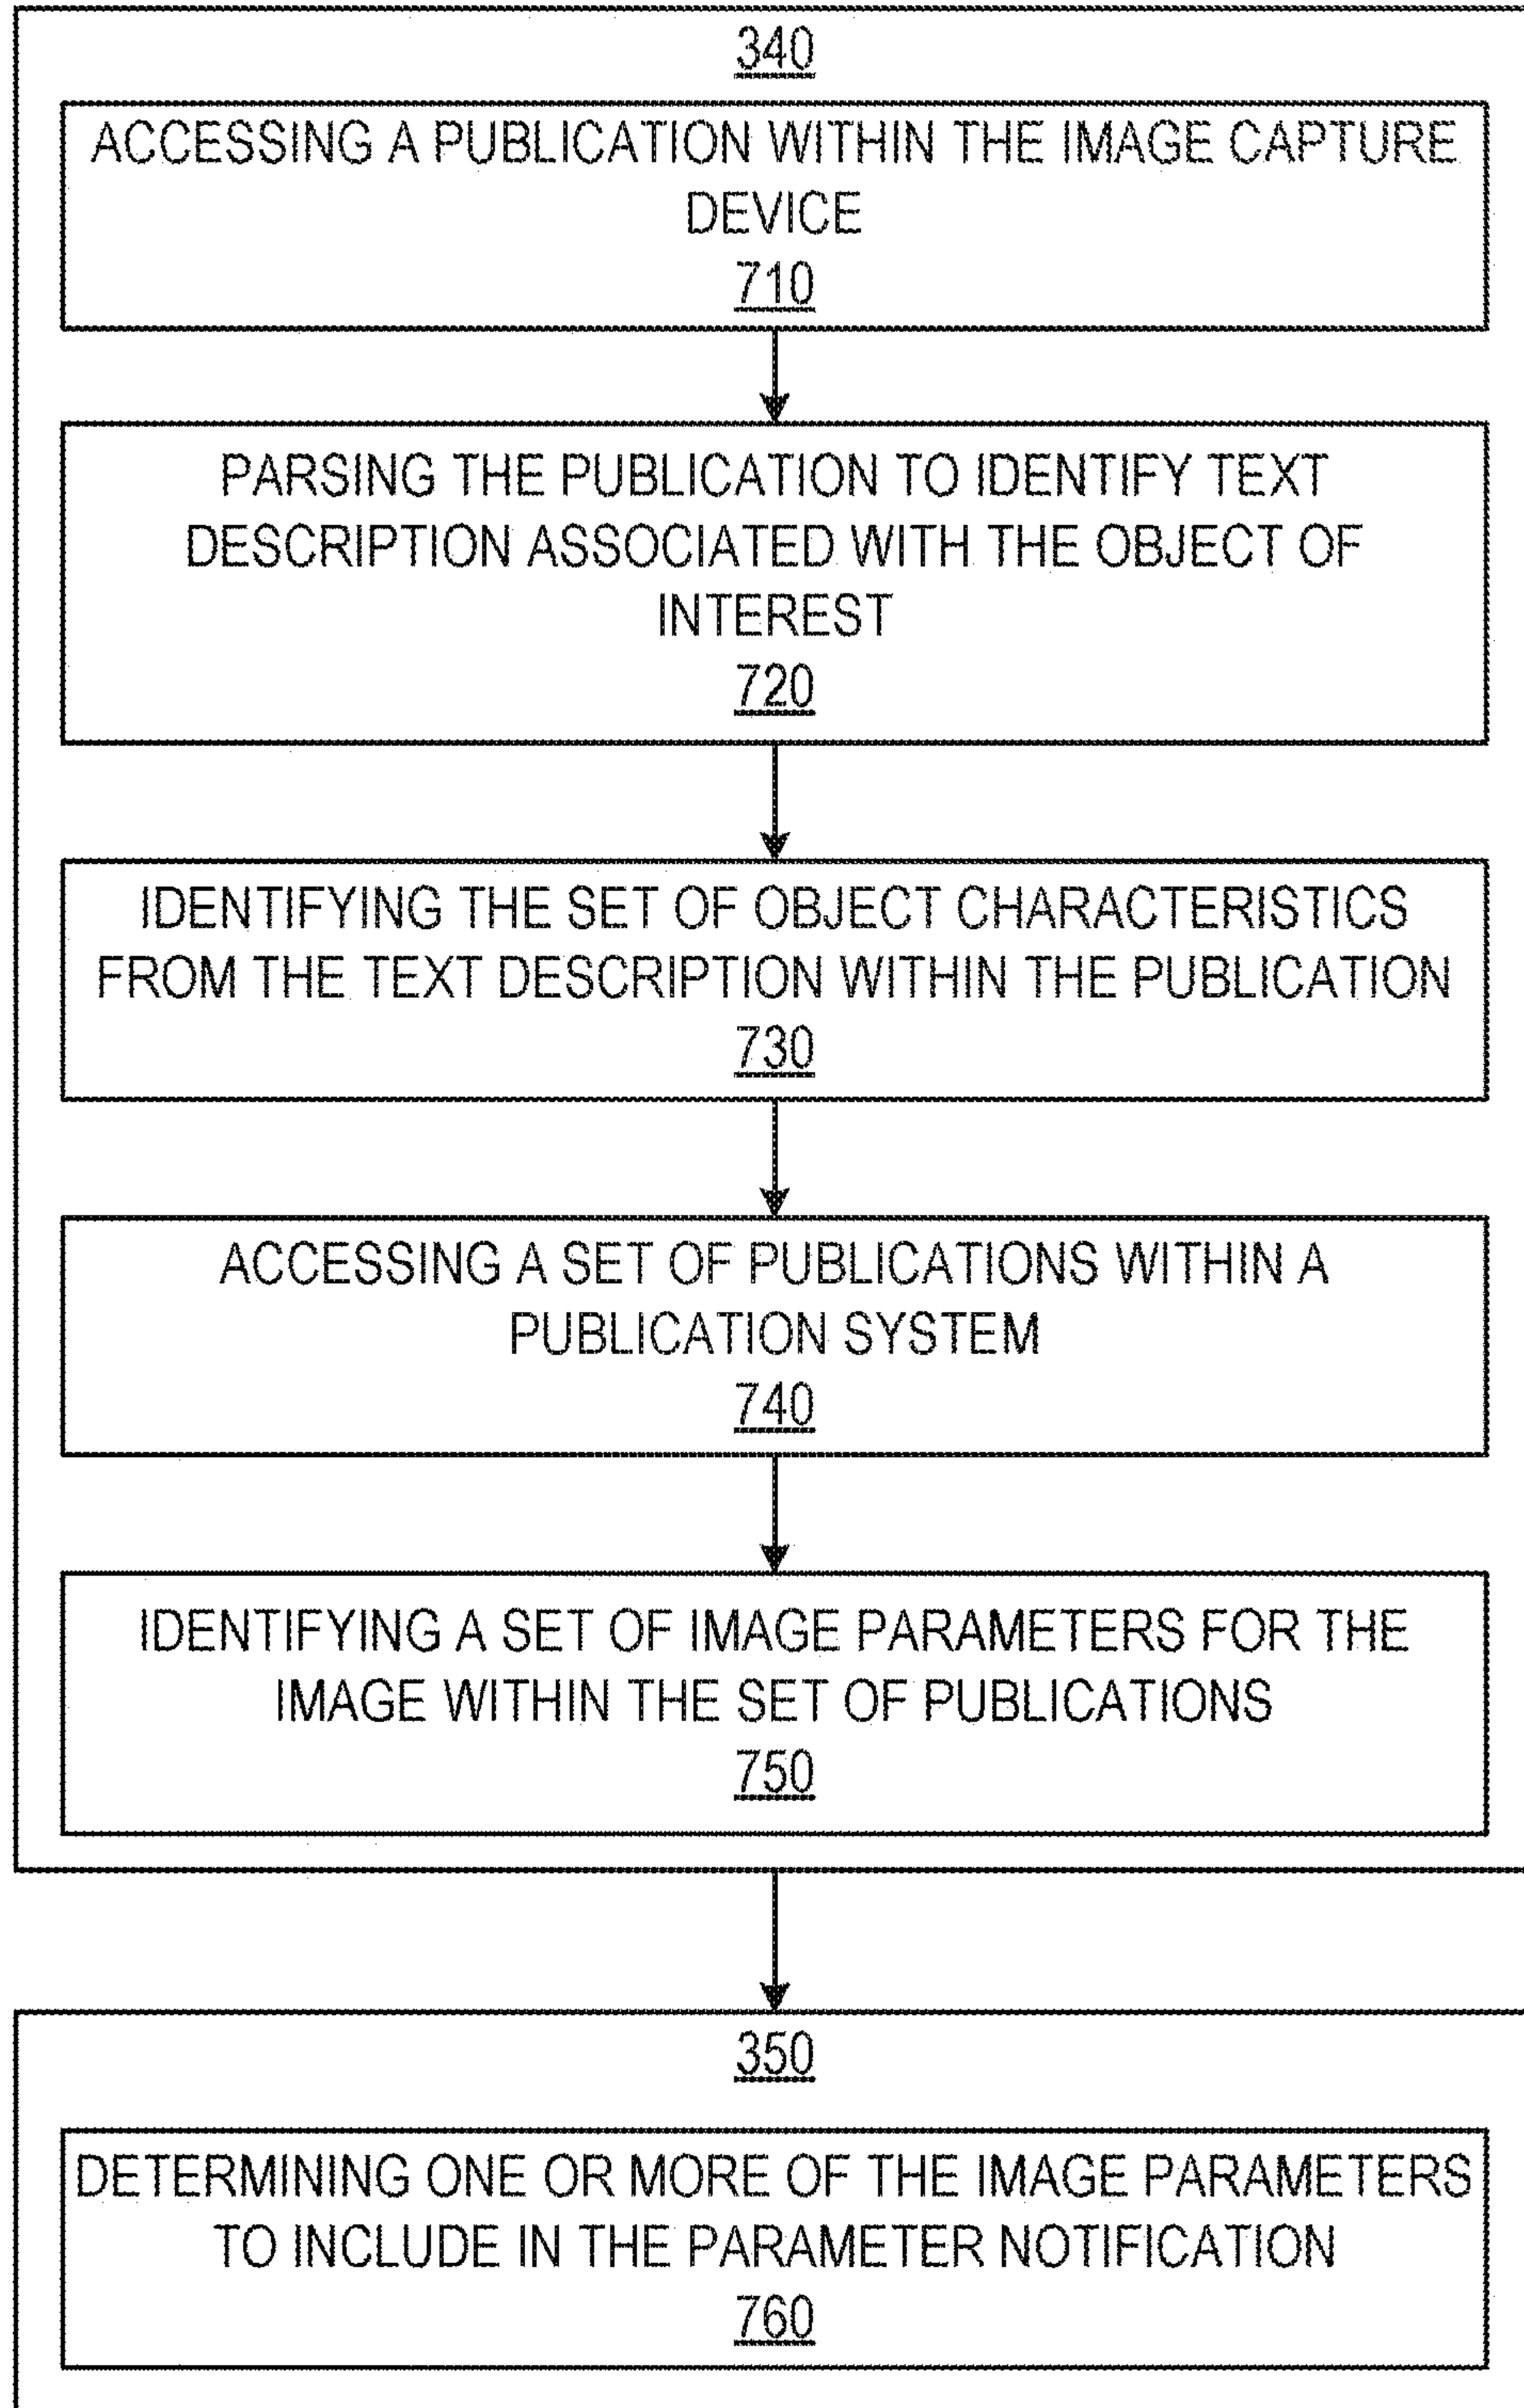 340
ACCESSING A PUBLICATION WITHIN THE IMAGE CAPTURE
DEVICE
710
PARSING THE PUBLICATION TO IDENTIFY TEXT
DESCRIPTION ASSOCIATED WITH THE OBJECT OF
INTEREST
720
IDENTIFYING THE SET OF OBJECT CHARACTERISTICS
FROM THE TEXT DESCRIPTION WITHIN THE PUBLICATION
730
ACCESSING A SET OF PUBLICATIONS WITHIN A
PUBLICATION SYSTEM
740
IDENTIFYING A SET OF IMAGE PARAMETERS FOR THE
IMAGE WITHIN THE SET OF PUBLICATIONS
750
350
DETERMINING ONE OR MORE OF THE IMAGE PARAMETERS
TO INCLUDE IN THE PARAMETER NOTIFICATION
760